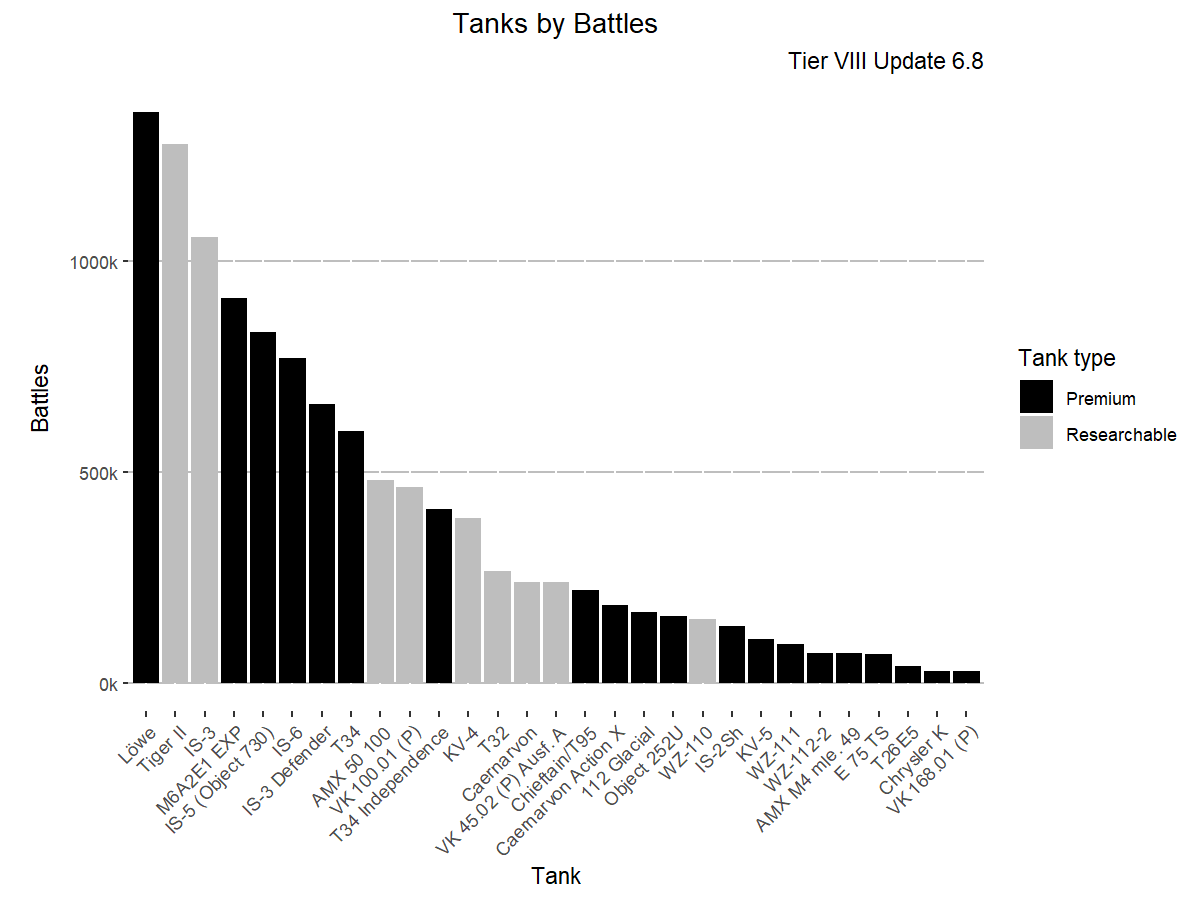 Tanks by Battles
Tier VIII Update 6.8
1000k
500k
0k
Battles
Löwe
Tiger II
IS-3
M6A2E1 EXP
IS-5 (Object 730)
IS-6
IS-3 Defender
T34
AMX 50 100
VK 100.01 (P)
T34 Independence
KV-4
T32
Caernarvon
VK 45.02 (P) Ausf. A
Chieftain/T95
Caernarvon Action X
112 Glacial
Object 252U
WZ-110
IS-2Sh
KV-5
WZ-111
WZ-112-2
AMX M4 mle. 49
E 75 TS
T26E5
Chrysler K
VK 168.01 (P)
Tank
Tank type
Premium
Researchable